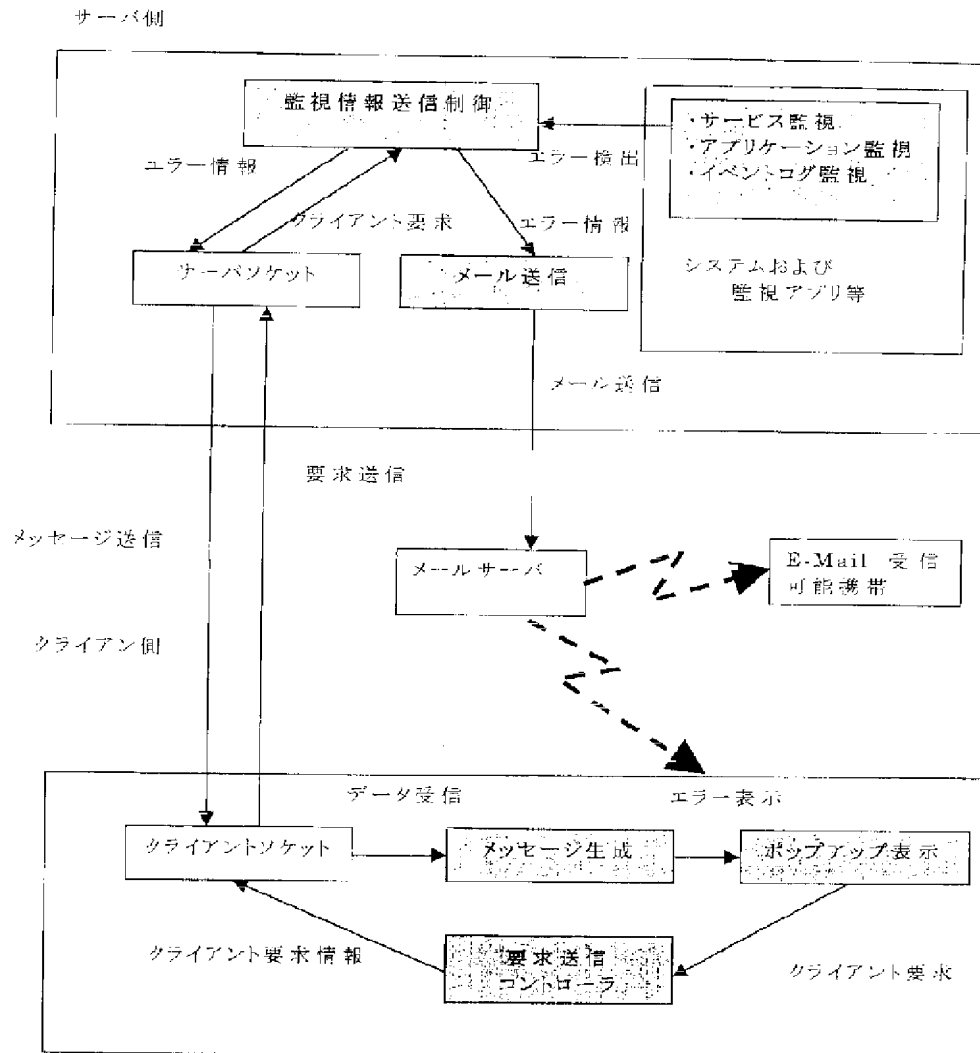 サーバ側
監視情報送信制御
・サービス監視
・アプリケーション監視
・イベントログ監視
エラー情報
エラー検出
クライアント要求
エラー情報
サーバソケット
メール送信
システムおよび
監視アプリ等
メール送信
要求送信
メッセージ送信
メールサーバ
E-Mail 受信
可能携帯
クライアン側
データ受信
エラー表示
クライアントソケット
メッセージ生成
ポップアップ表示
クライアント要求情報
要求送信
コントローラ
クライアント要求